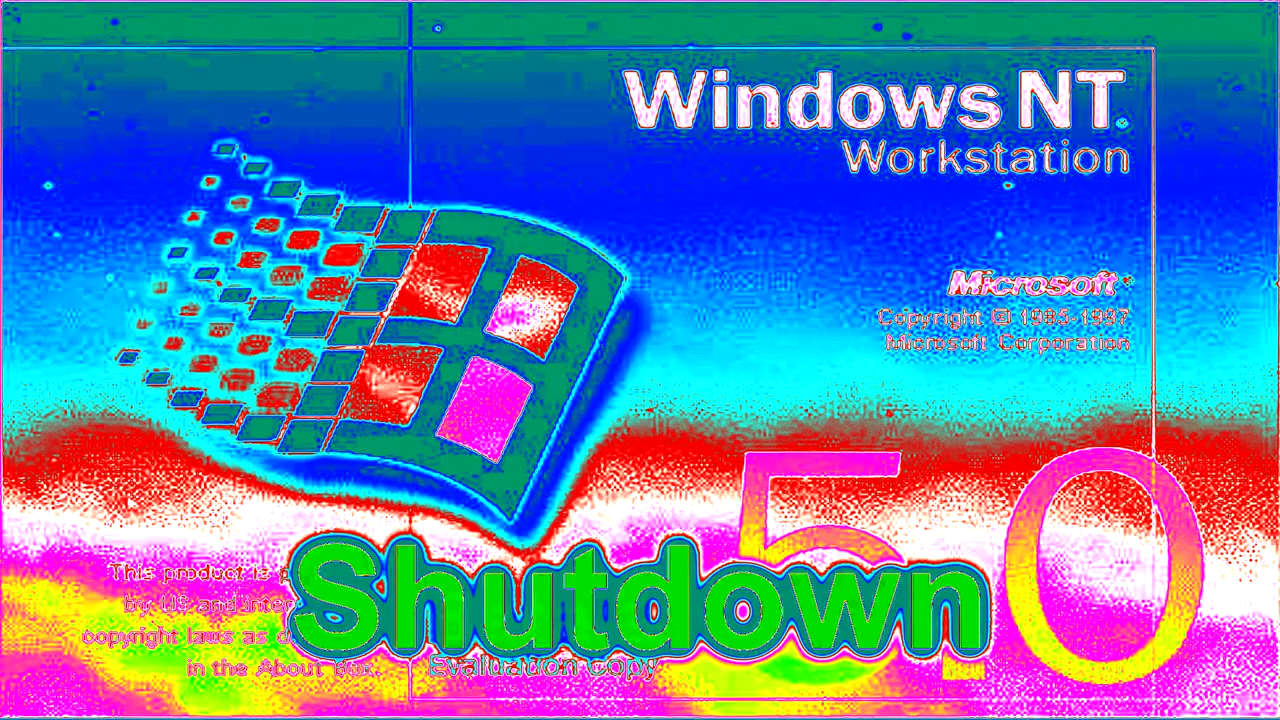 Windows NT
Workstation
Microsoft
Copyright © 1985-1997
Microsoft Corporation
5.0
Shutdown
This product is
by US and
copyright laws as
in the About Box.
Evaluation Copy